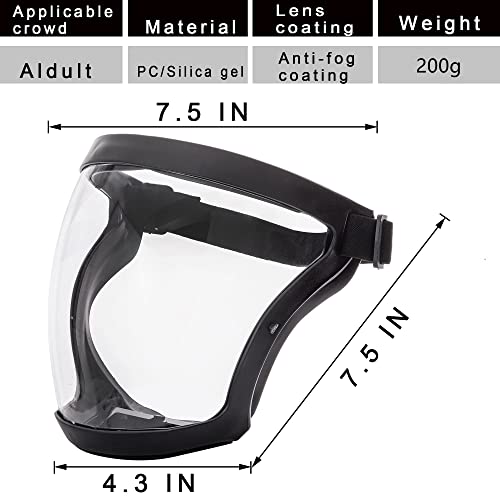 Applicable crowd
Material
Lens coating
Weight
Aldult
PC/Silica gel
Anti-fog coating
200g
7.5 IN
7.5 IN
4.3 IN